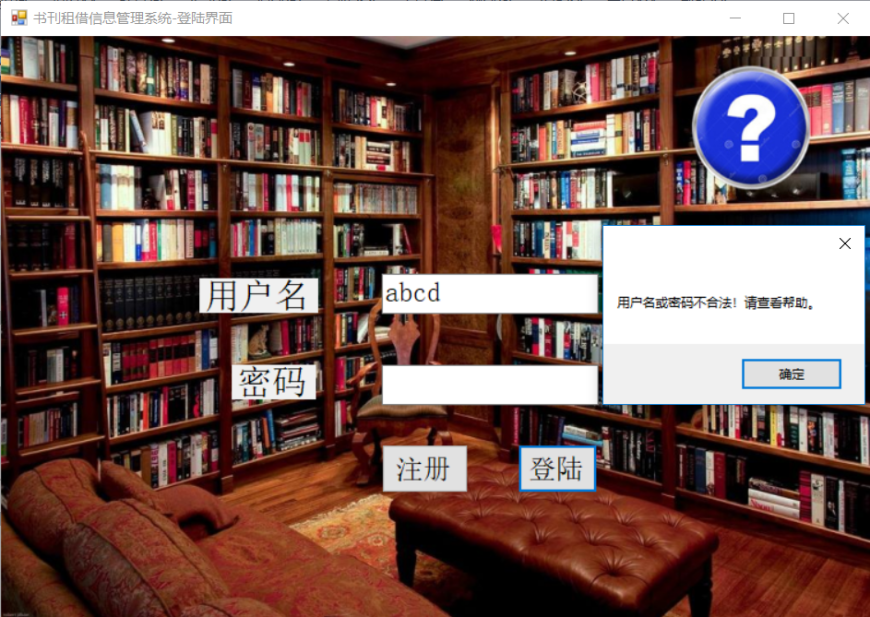 书刊租借信息管理系统-登陆界面
用户名
abcd
用户名或密码不合法！请查看帮助。
确定
密码
注册
登陆